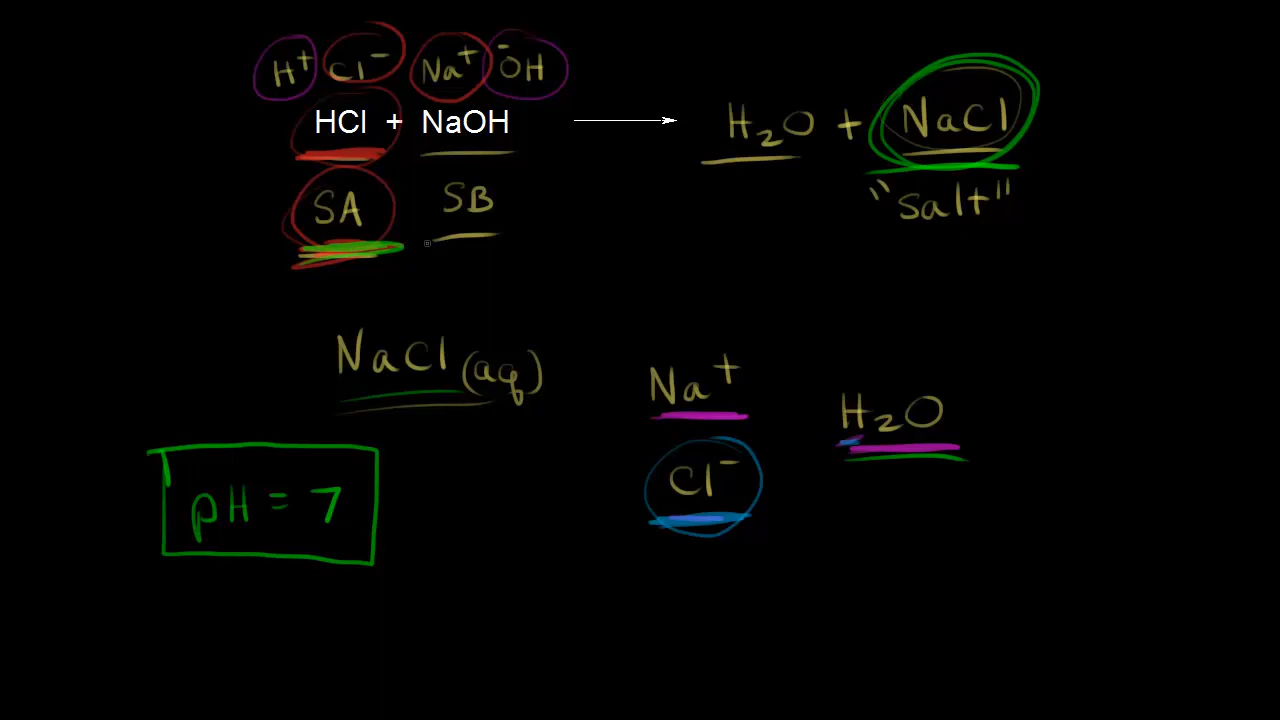 H⁺ Cl⁻ Na⁺ ⁻OH
HCl + NaOH → H₂O + NaCl
SA SB "Salt"
NaCl (aq) Na⁺ H₂O
Cl⁻
pH = 7